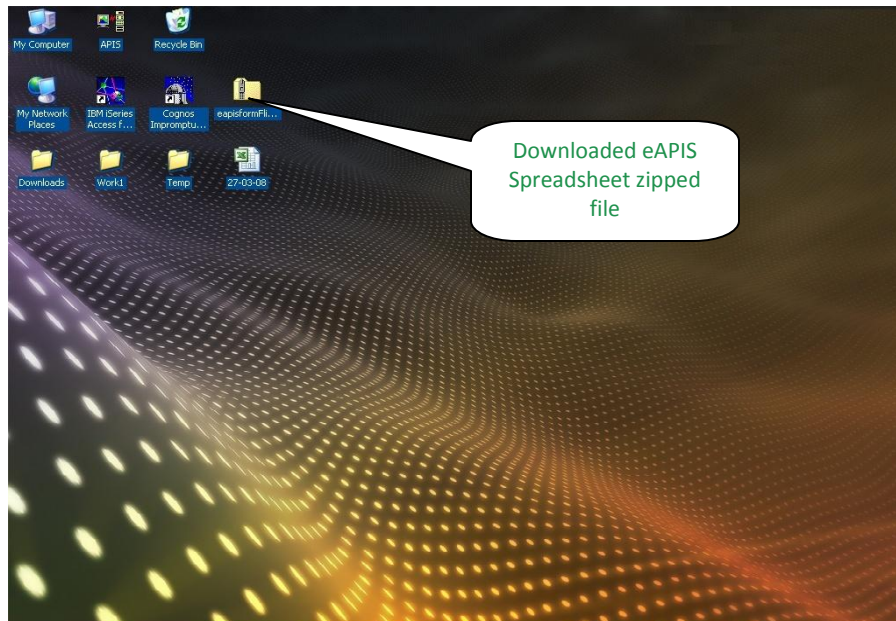 My Computer
APIS
Recycle Bin
My Network
Places
IBM iSeries
Access f...
Cognos
Impromptu...
eapisformFli...
Downloads
Work1
Temp
27-03-08
Downloaded eAPIS
Spreadsheet zipped
file